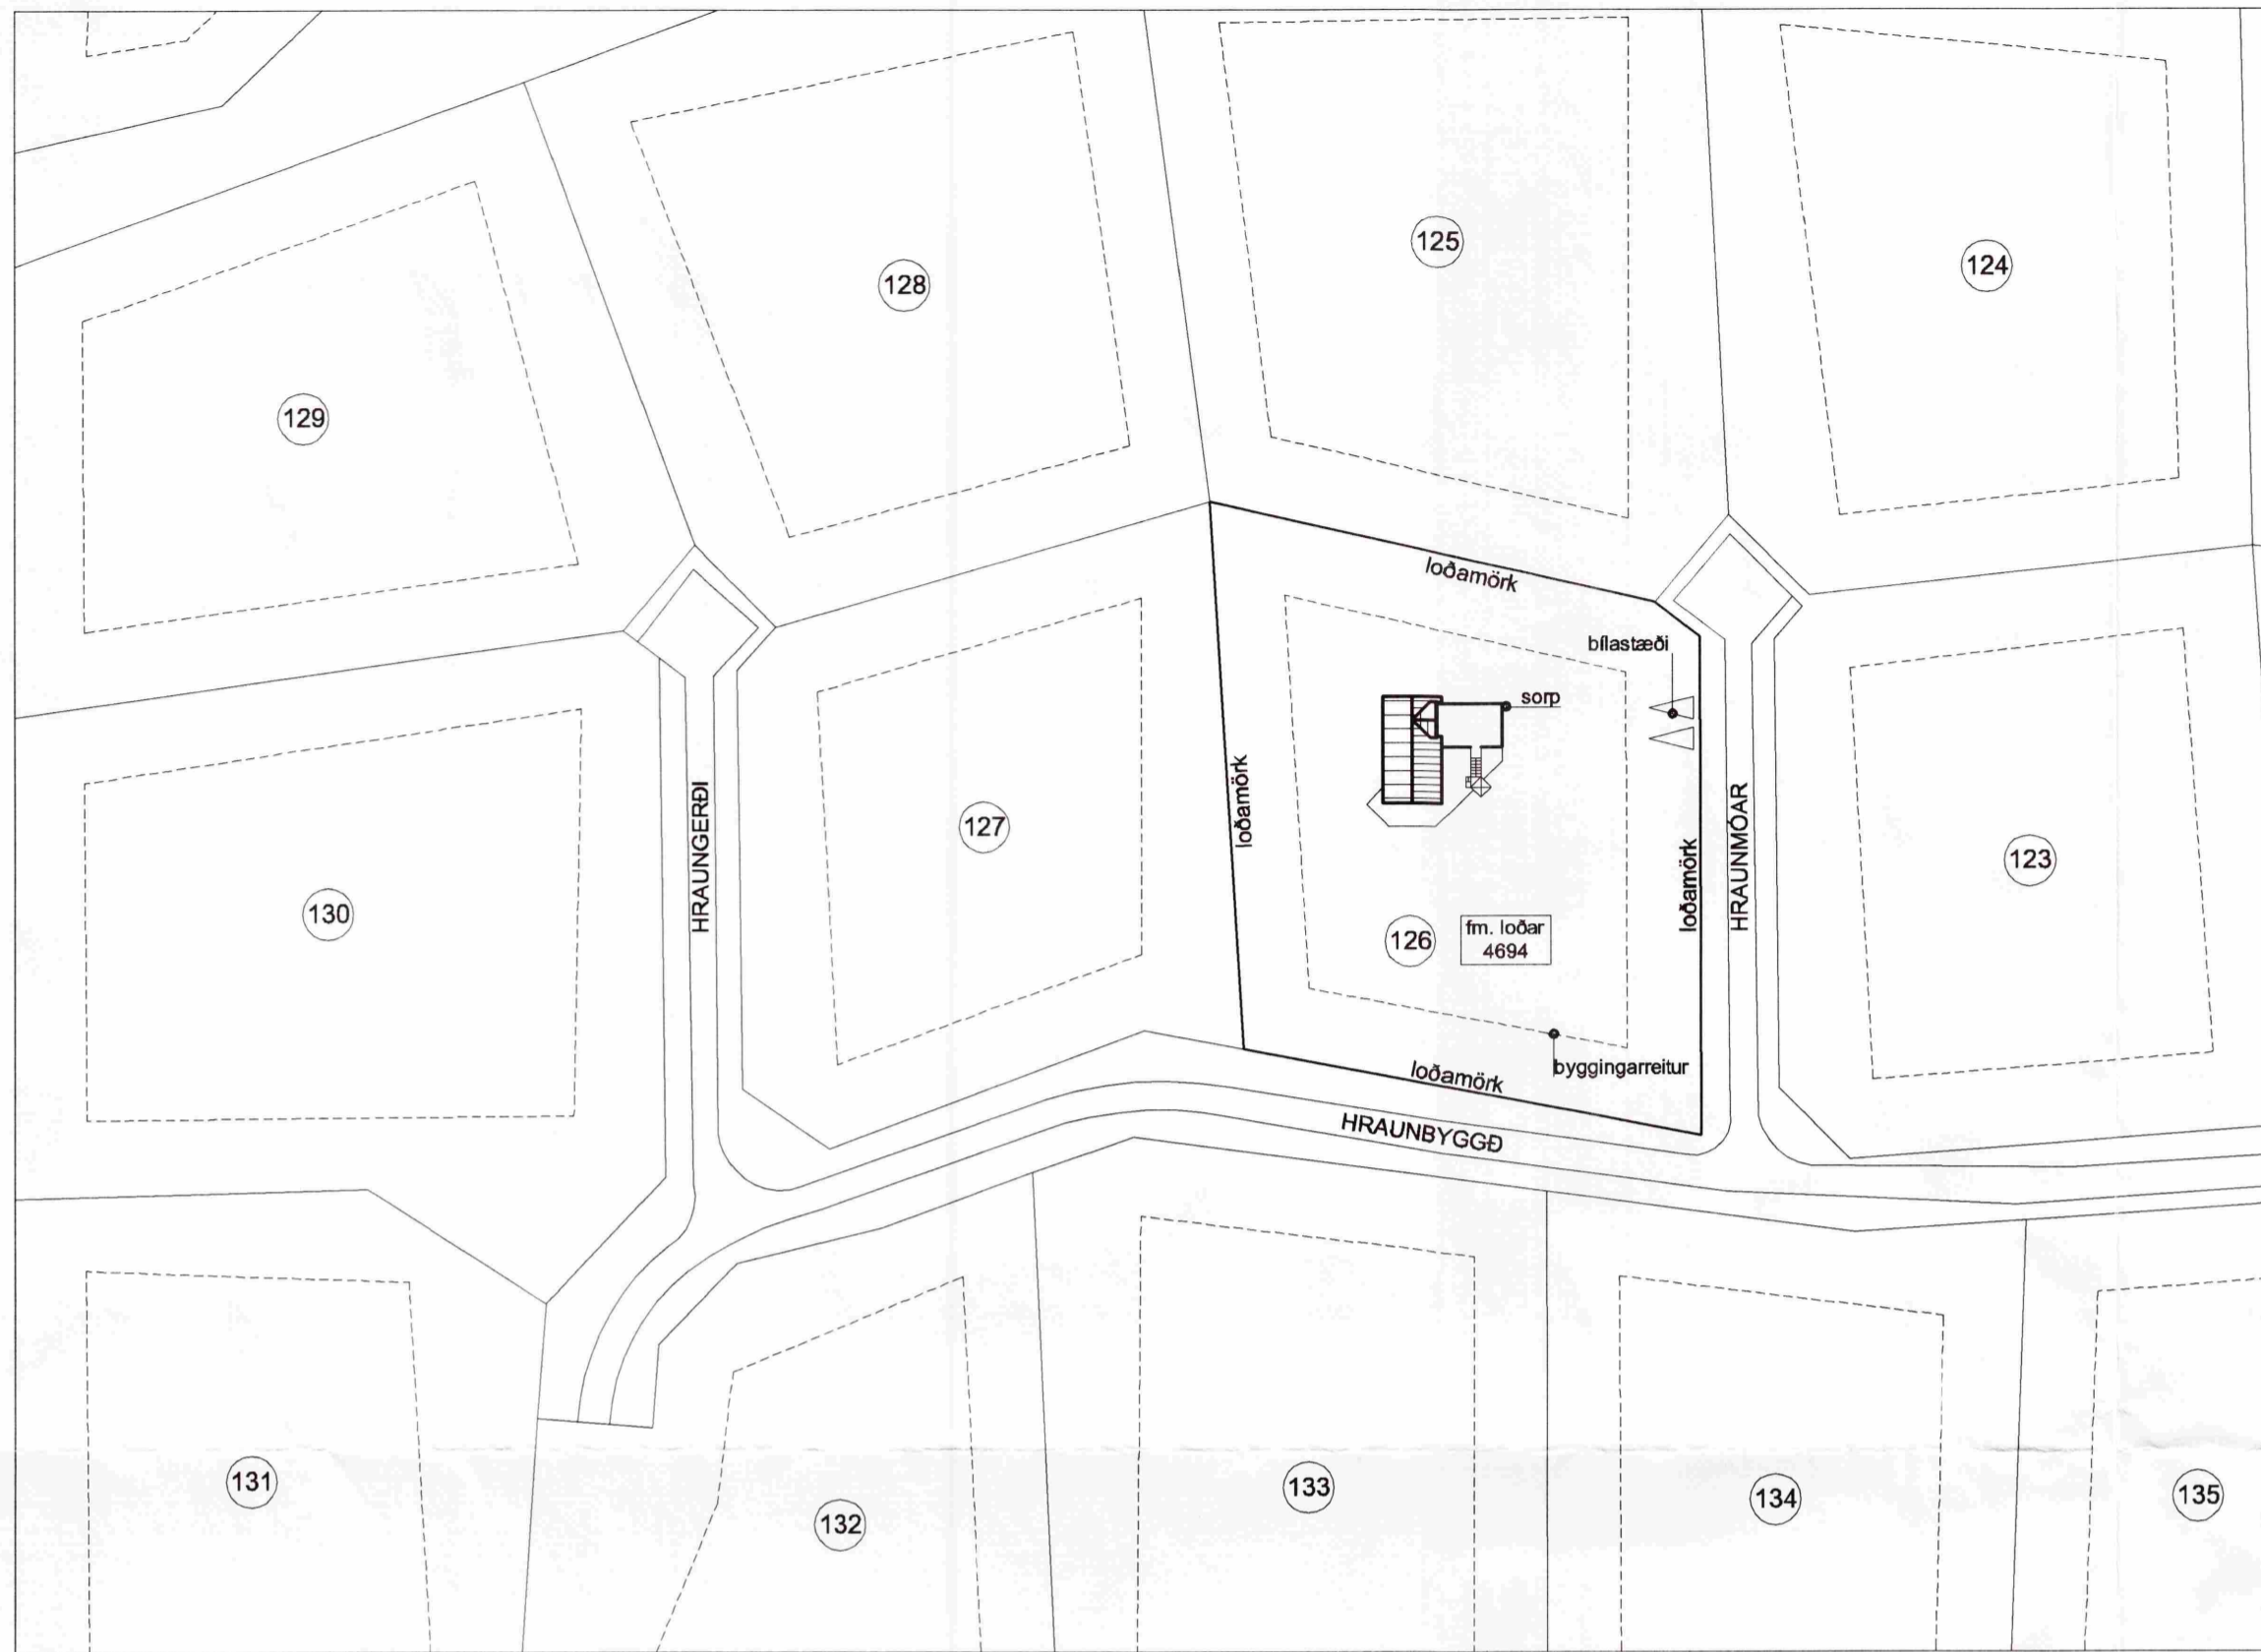 125
124
128
129
loðamörk
bílastæði
sorp
loðamörk
HRAUNGERÐI
127
HRAUNMÓAR
loðamörk
123
130
126
fm. loðar
4694
byggingarreitur
loðamörk
HRAUNBYGGÐ
131
132
133
134
135